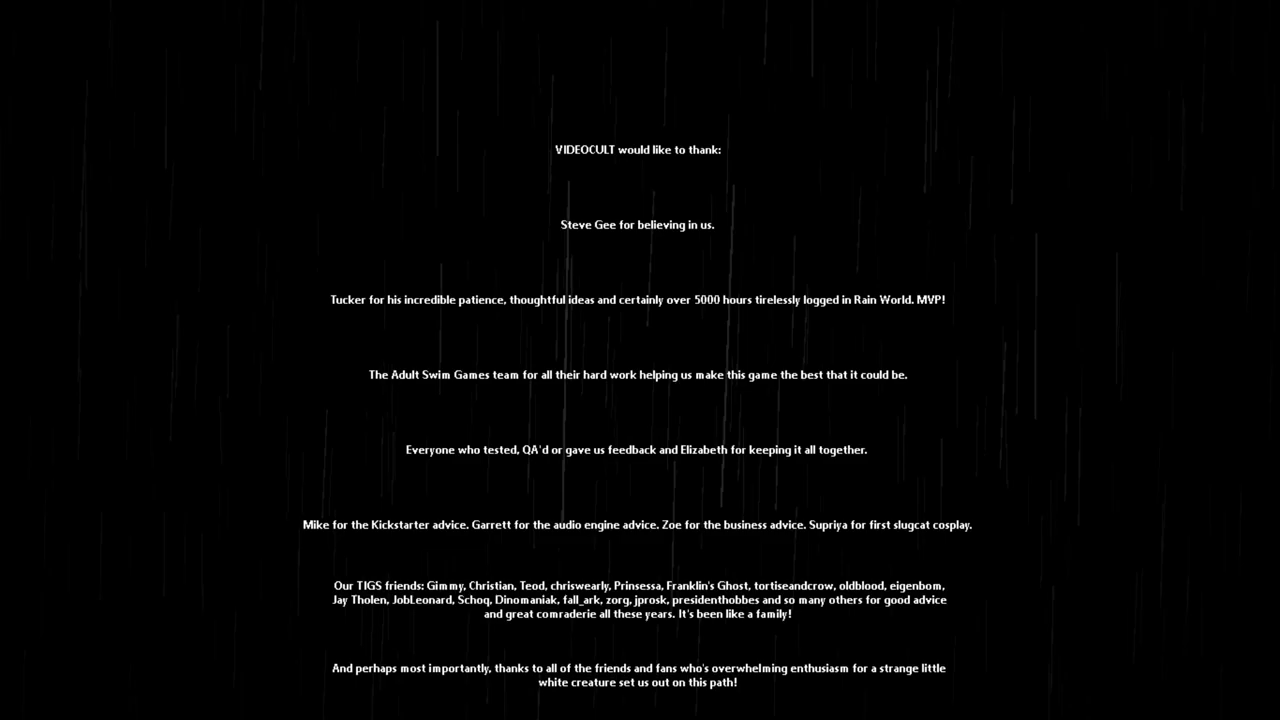 VIDEOCULT would like to thank:
Steve Gee for believing in us.
Tucker for his incredible patience, thoughtful ideas and certainly over 5000 hours tirelessly logged in Rain World. MVP!
The Adult Swim Games team for all their hard work helping us make this game the best that it could be.
Everyone who tested, QA'd or gave us feedback and Elizabeth for keeping it all together.
Mike for the Kickstarter advice. Garrett for the audio engine advice. Zoe for the business advice. Supriya for first slugcat cosplay.
Our TIGS friends: Gimmy, Christian, Teod, chriswearly, Prinsessa, Franklin's Ghost, tortiseandcrow, oldblood, eigenbom,
Jay Tholen, JobLeonard, Schoq, Dinomaniak, fall_ark, zorg, jprosk, presidenthobbes and so many others for good advice
and great comraderie all these years. It's been like a family!
And perhaps most importantly, thanks to all of the friends and fans who's overwhelming enthusiasm for a strange little
white creature set us out on this path!